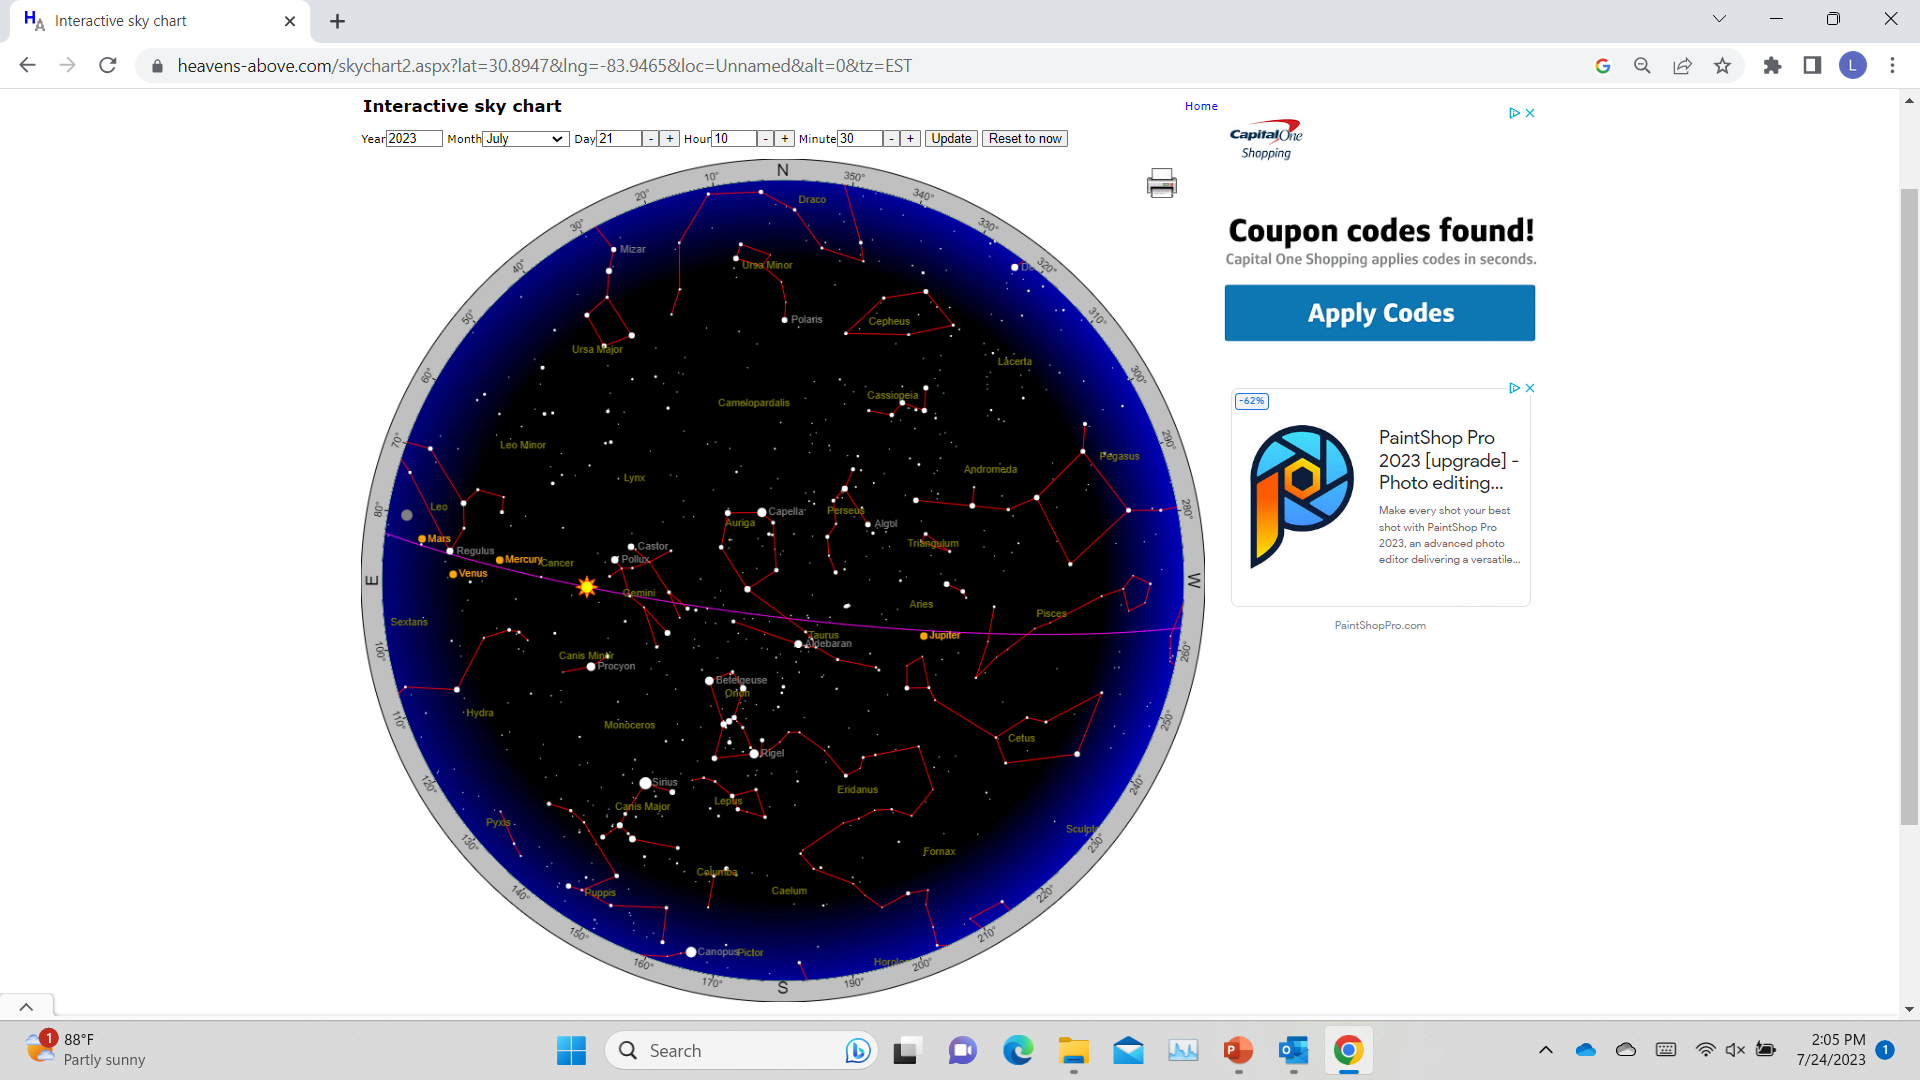 Interactive sky chart
heavens-above.com/skychart2.aspx?lat=30.8947&lng=-83.9465&loc=Unnamed&alt=0&tz=EST
L
Interactive sky chart
Home
Year 2023 Month July Day 21 - + Hour 10 - + Minute 30 - + Update Reset to now
N
10° 350°
20° 340°
30° 330°
40° 320°
50° 310°
60° 300°
70° 290°
80° 280°
E W
100° 260°
110° 250°
120° 240°
130° 230°
140° 220°
150° 210°
160° 200°
170° 190°
S
Draco
Mizar
Ursa Minor
Polaris
Cepheus
Ursa Major
Lacerta
Cassiopeia
Camelopardalis
Leo Minor
Pegasus
Andromeda
Lynx
Leo
Capella
Auriga
Perseus
Algol
Mars
Regulus
Castor
Triangulum
Mercury
Cancer
Pollux
Venus
Gemini
Aries
Pisces
Sextans
Taurus
Jupiter
Aldebaran
Canis Minor
Procyon
Betelgeuse
Orion
Hydra
Monoceros
Cetus
Rigel
Sirius
Eridanus
Canis Major
Lepus
Pyxis
Sculpt
Fornax
Columba
Puppis
Caelum
Canopus
Pictor
Horolo
Capital One
Shopping
Coupon codes found!
Capital One Shopping applies codes in seconds.
Apply Codes
-62%
PaintShop Pro
2023 [upgrade] -
Photo editing...
Make every shot your best
shot with PaintShop Pro
2023, an advanced photo
editor delivering a versatile...
PaintShopPro.com
1
88°F
Partly sunny
Search
2:05 PM
7/24/2023
1